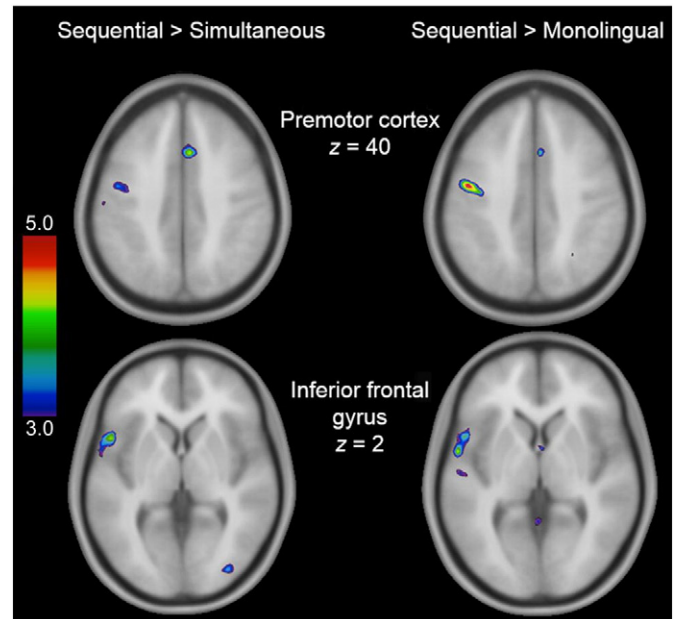 Sequential > Simultaneous
Sequential > Monolingual
Premotor cortex
z = 40
5.0
3.0
Inferior frontal
gyrus
z = 2